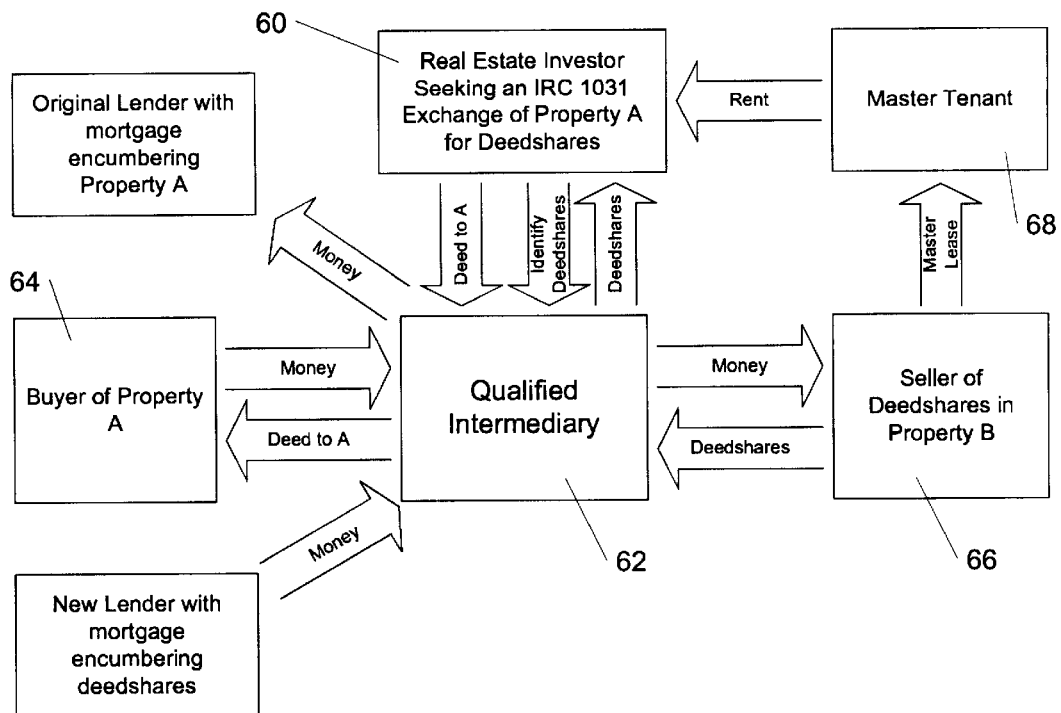 60
Real Estate Investor
Seeking an IRC 1031
Exchange of Property A
for Deedshares
Original Lender with
mortgage
encumbering
Property A
Rent
Master Tenant
68
Deed to A
Identify
Deedshares
Deedshares
Master
Lease
Money
64
Buyer of Property
A
Money
Deed to A
Qualified
Intermediary
Money
Deedshares
Seller of
Deedshares in
Property B
62
66
Money
New Lender with
mortgage
encumbering
deedshares